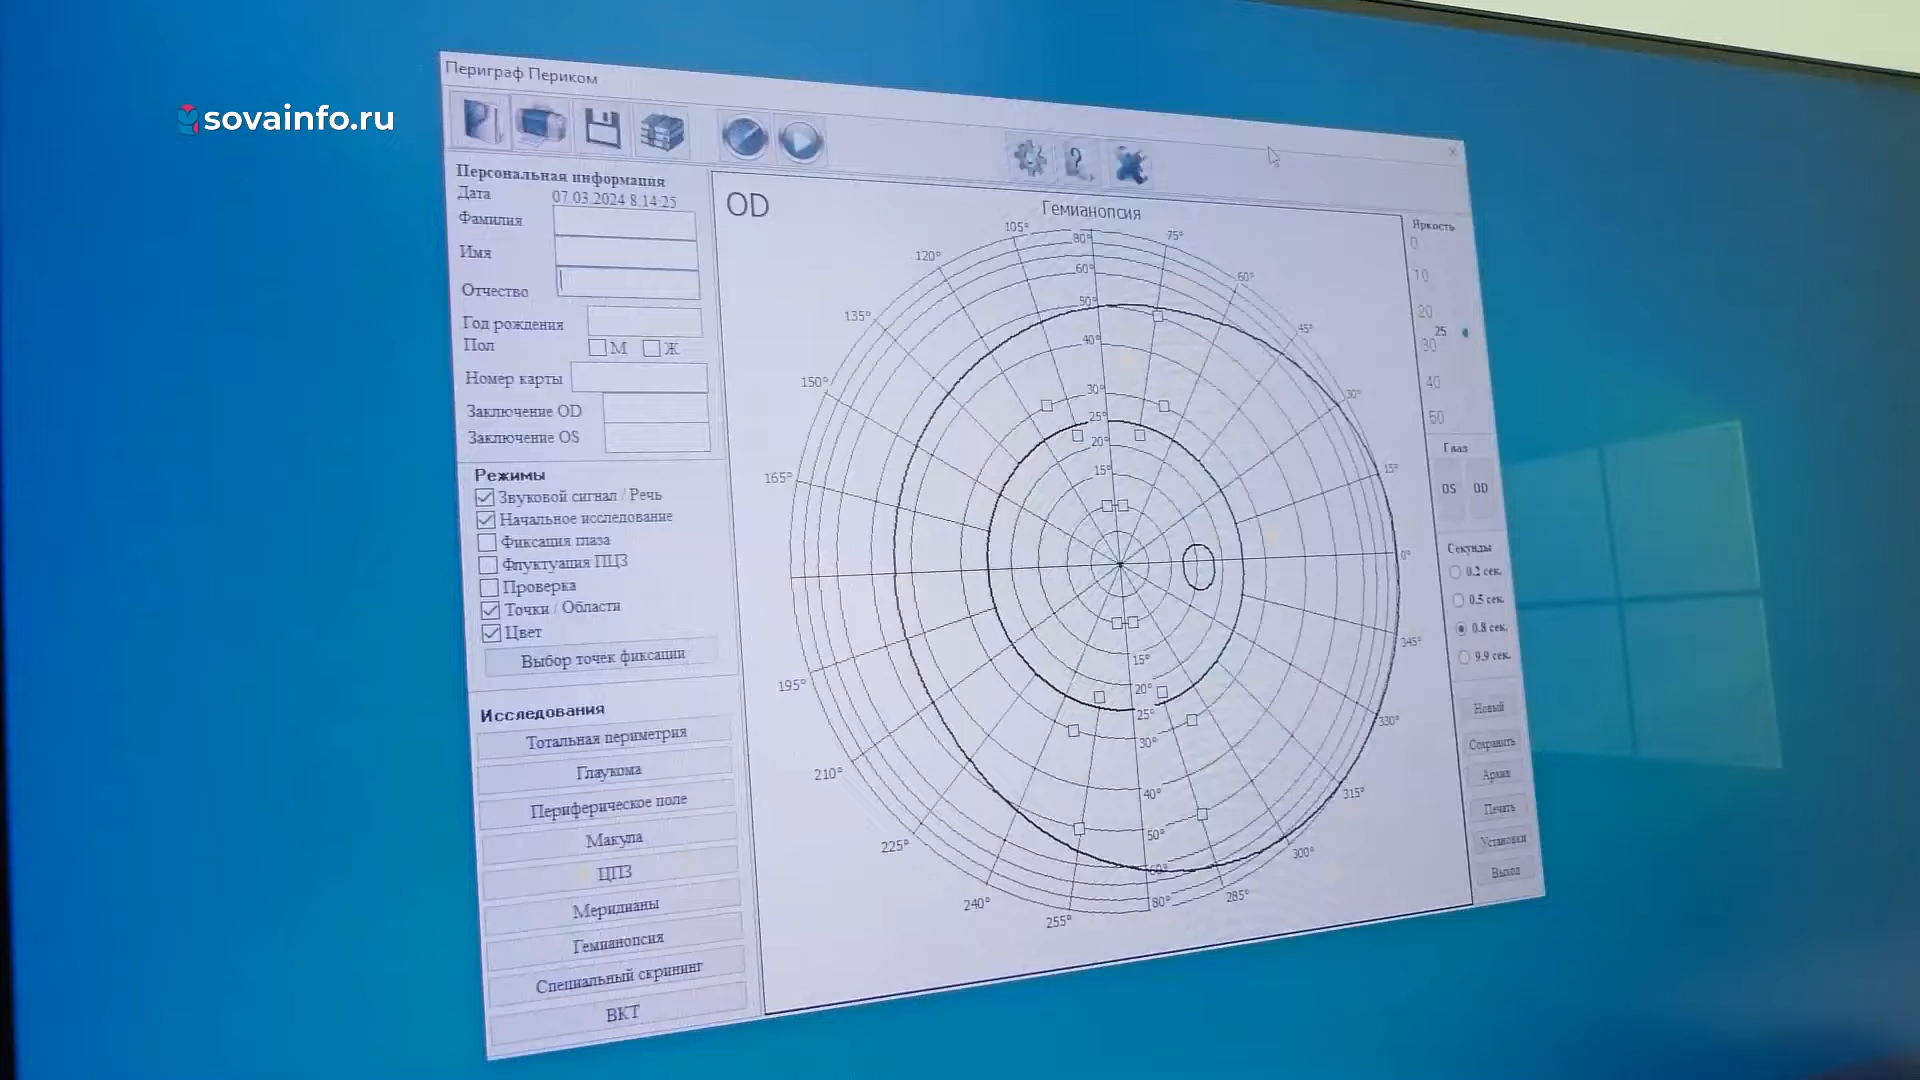 sovainfo.ru
Периграф Периком
Персональная информация
Дата 07.03.2024 8:14:25
Фамилия
Имя
Отчество
Год рождения
Пол М Ж
Номер карты
Заключение OD
Заключение OS
Режимы
Звуковой сигнал / Речь
Начальное исследование
Фиксация глаза
Флуктуация ПЦЗ
Проверка
Точки / Области
Цвет
Выбор точек фиксации
Исследования
Тотальная периметрия
Глаукома
Периферическое поле
Макула
ЦПЗ
Меридианы
Гемианопсия
Специальный скрининг
ВКТ
OD
Гемианопсия
105° 80° 75°
120° 60° 60°
135° 50° 45°
40°
150° 30° 30°
25°
20°
165° 15° 15°
0°
15° 345°
195° 20°
25° 330°
30°
210° 40° 315°
225° 50° 300°
60°
240° 80° 285°
255°
Яркость
0
10
20
25
30
40
50
Глаз
OS OD
Секунды
0.2 сек.
0.5 сек.
0.8 сек.
9.9 сек.
Новый
Сохранить
Архив
Печать
Установки
Выход